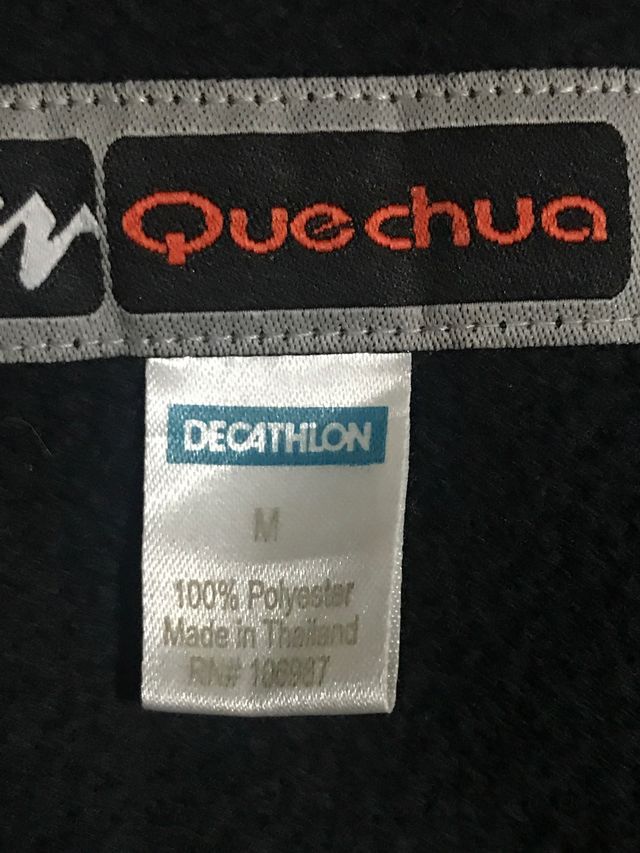 Quechua
DECATHLON
M
100% Polyester
Made in Thailand
RN# 106987